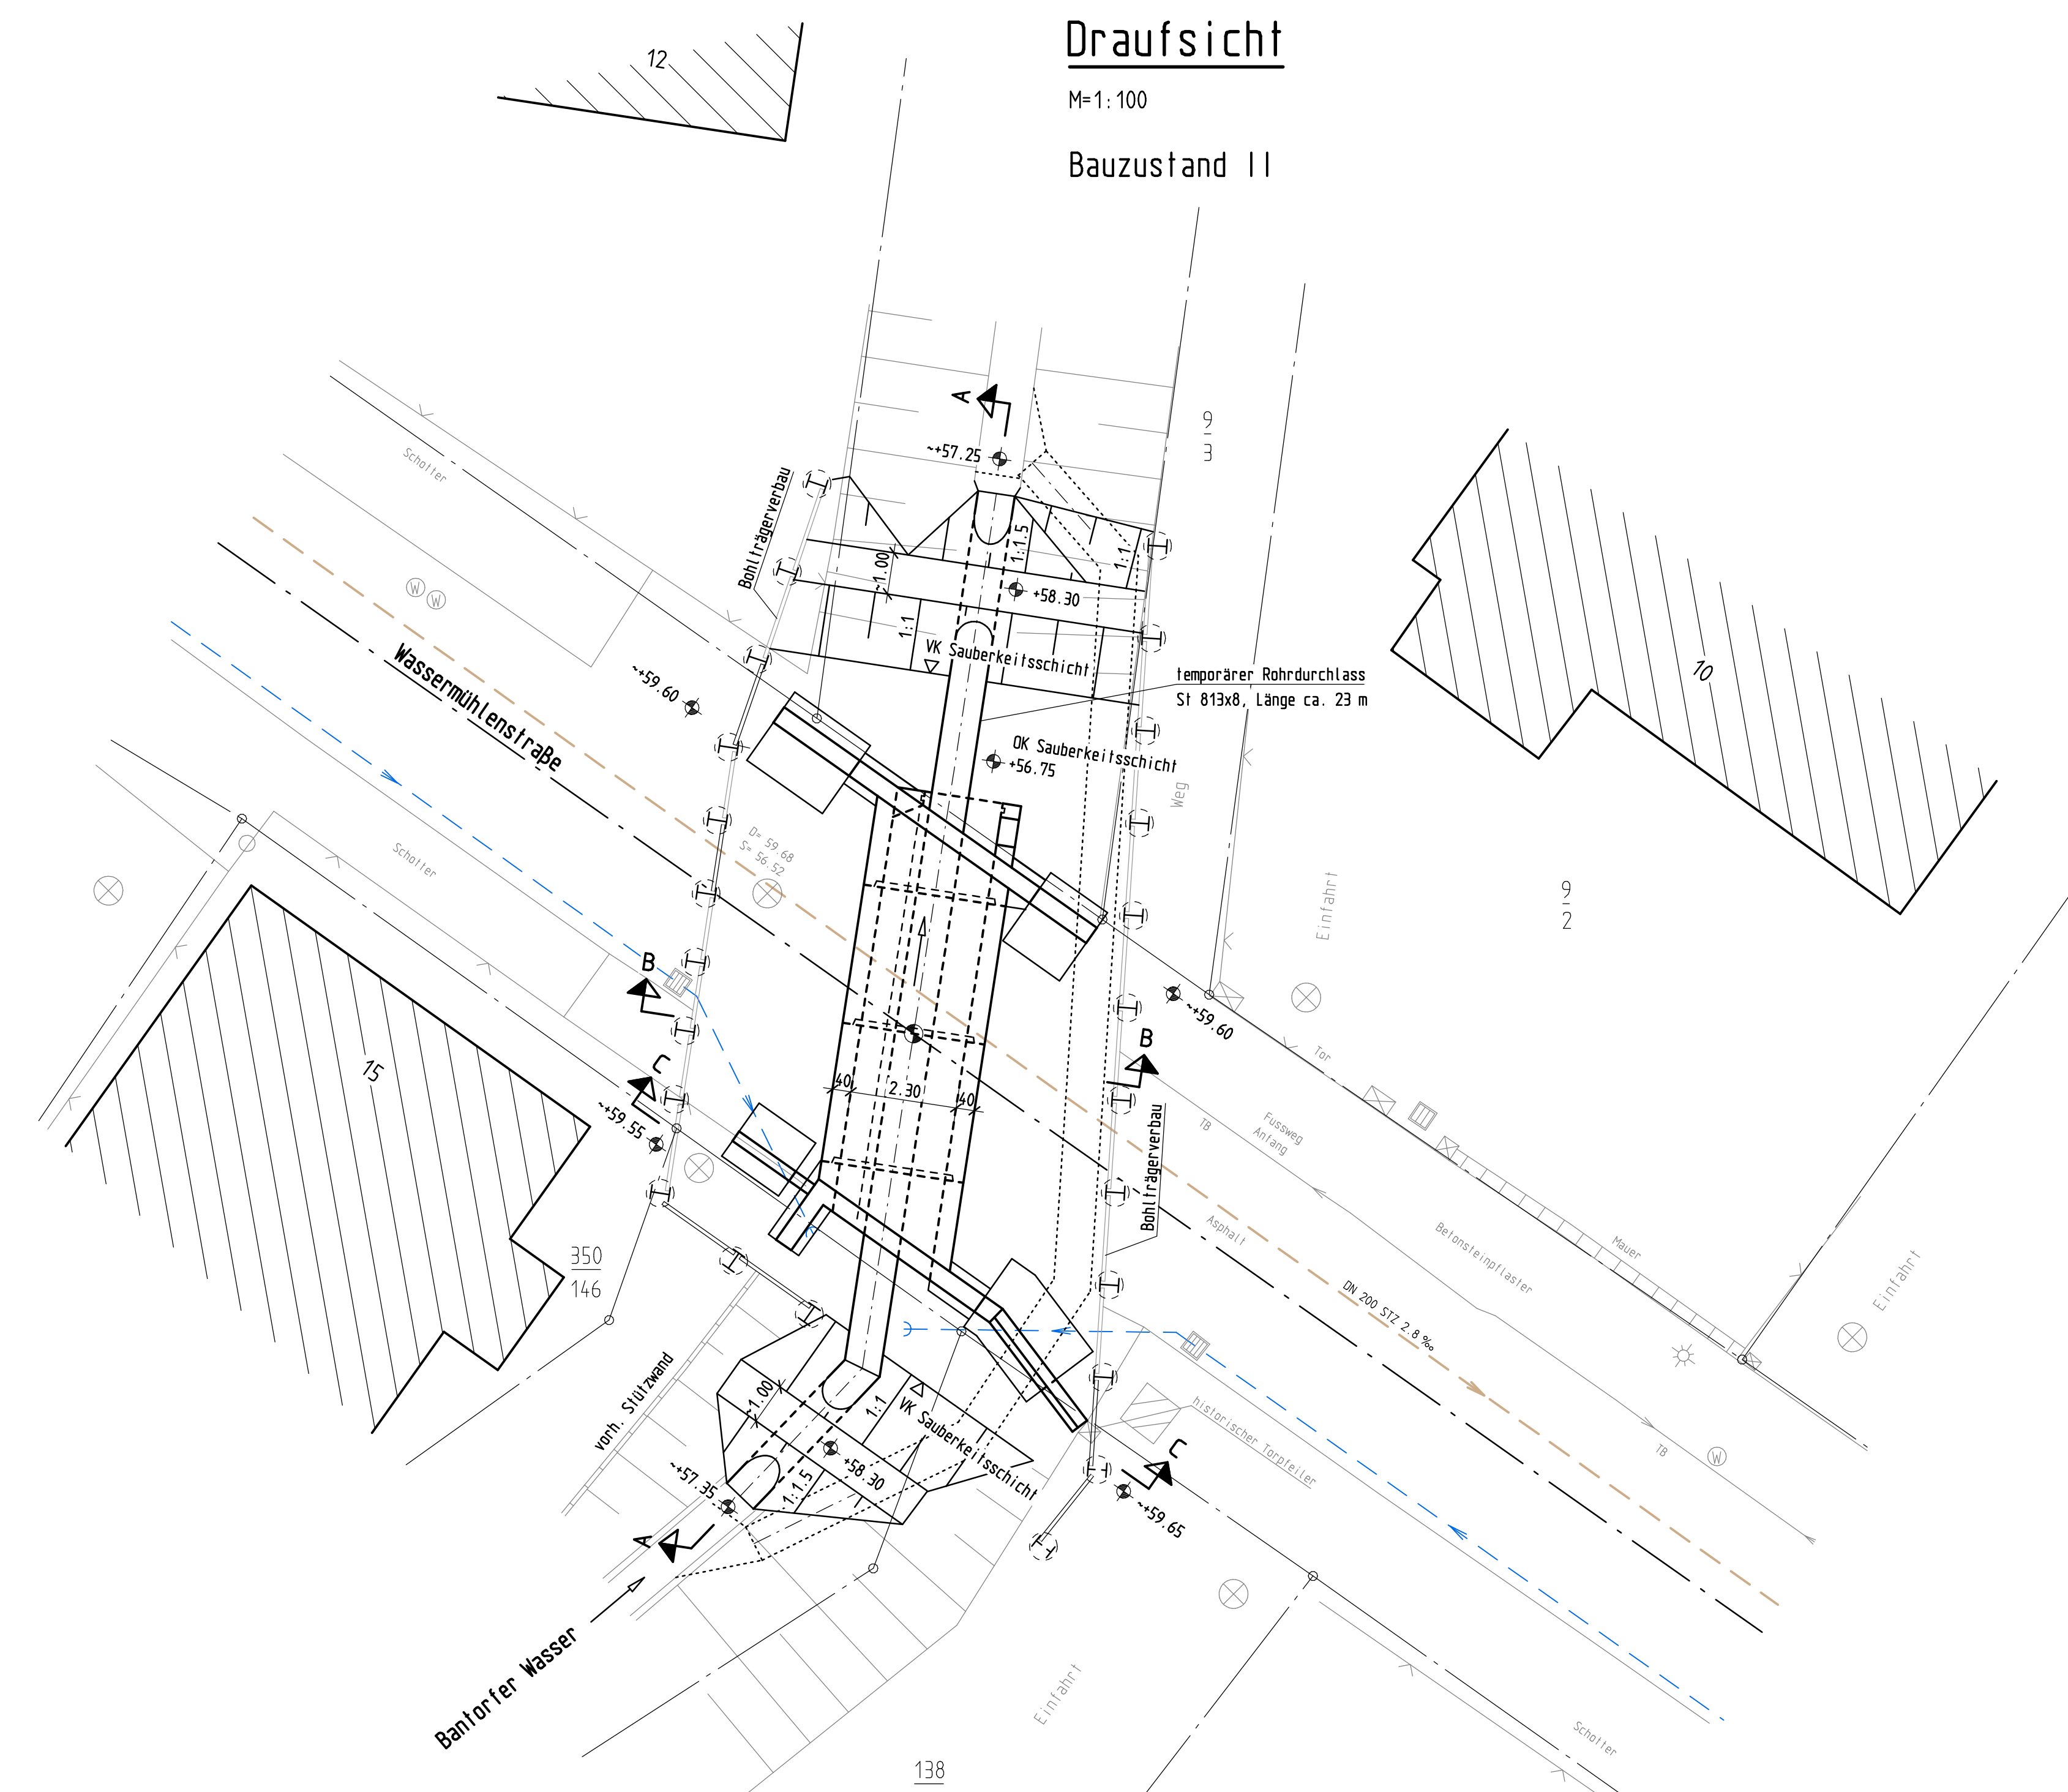 Draufsicht
M=1:100
Bauzustand II
12
A
~+57.25
9
3
Schotter
Bohlträgerverbau
~1.00
1:1.5
1:1
+58.30
1:1
VK Sauberkeitsschicht
temporärer Rohrdurchlass
St 813x8, Länge ca. 23 m
10
W
W
Wassermühlenstraße
~+59.60
OK Sauberkeitsschicht
+56.75
Weg
D= 59.68
S= 56.52
Schotter
Einfahrt
9
2
B
~+59.60
B
Tor
15
C
~+59.55
40
2.30
40
Bohlträgerverbau
TB
Fussweg
Anfang
Asphalt
Betonsteinpflaster
Mauer
Einfahrt
350
146
DN 200 STZ 2.8 ‰
vorh. Stützwand
~1.00
1:1
VK Sauberkeitsschicht
historischer Torpfeiler
C
TB
W
+58.30
1:1.5
~+57.35
~+59.65
A
Bantorfer Wasser
Einfahrt
Schotter
138